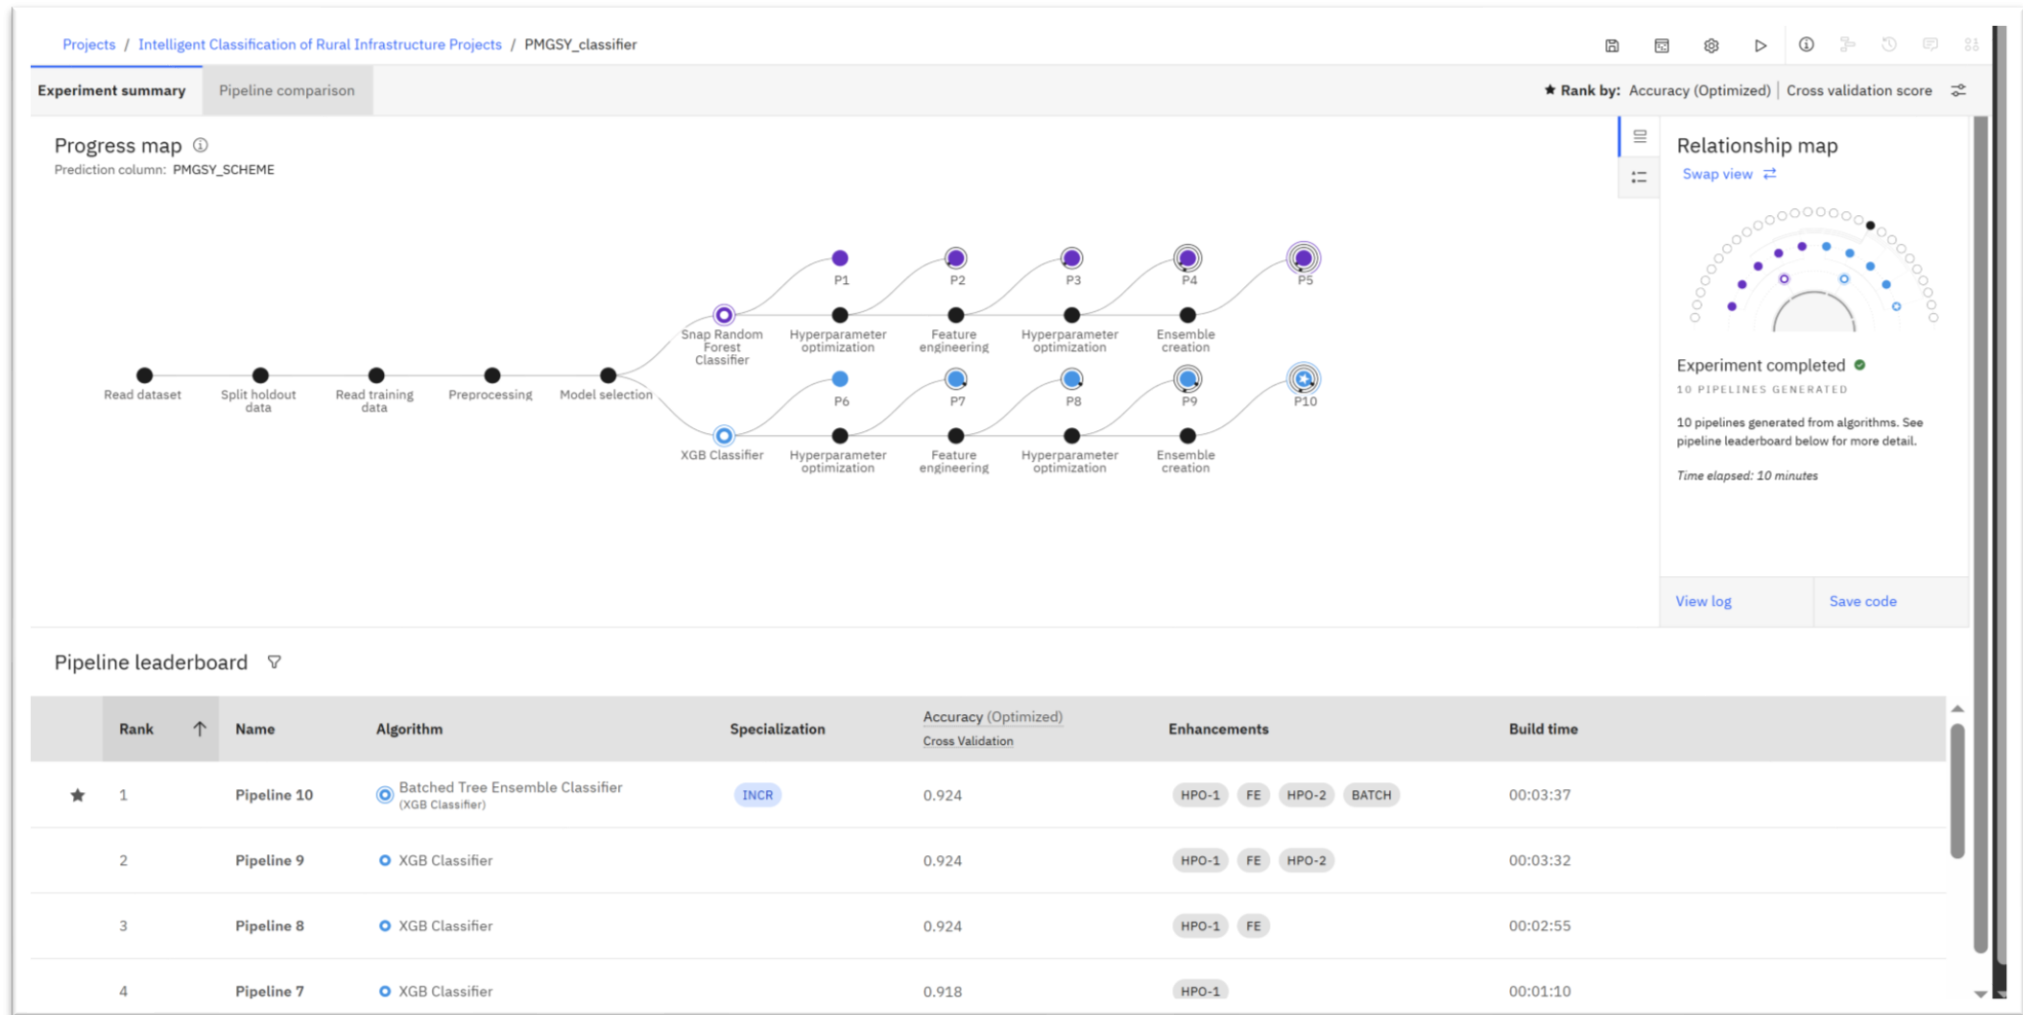 Projects / Intelligent Classification of Rural Infrastructure Projects / PMGSY_classifier
Experiment summary
Pipeline comparison
Rank by: Accuracy (Optimized) | Cross validation score
Progress map
Prediction column: PMGSY_SCHEME
P1
P2
P3
P4
P5
Snap Random
Forest
Classifier
Hyperparameter
optimization
Feature
engineering
Hyperparameter
optimization
Ensemble
creation
Read dataset
Split holdout
data
Read training
data
Preprocessing
Model selection
P6
P7
P8
P9
P10
XGB Classifier
Hyperparameter
optimization
Feature
engineering
Hyperparameter
optimization
Ensemble
creation
Relationship map
Swap view
Experiment completed
10 PIPELINES GENERATED
10 pipelines generated from algorithms. See
pipeline leaderboard below for more detail.
Time elapsed: 10 minutes
View log
Save code
Pipeline leaderboard
Rank Name Algorithm Specialization Accuracy (Optimized) Enhancements Build time
Cross Validation
1 Pipeline 10 Batched Tree Ensemble Classifier INCR 0.924 HPO-1 FE HPO-2 BATCH 00:03:37
(XGB Classifier)
2 Pipeline 9 XGB Classifier 0.924 HPO-1 FE HPO-2 00:03:32
3 Pipeline 8 XGB Classifier 0.924 HPO-1 FE 00:02:55
4 Pipeline 7 XGB Classifier 0.918 HPO-1 00:01:10